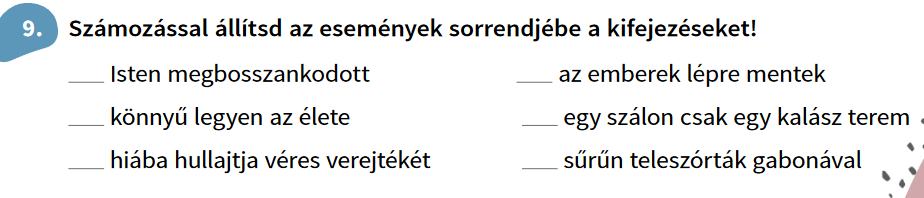 9. Számozással állítsd az események sorrendjébe a kifejezéseket!
___ Isten megbosszankodott
___ könnyű legyen az élete
___ hiába hullajtja véres verejtékét
___ az emberek lépre mentek
___ egy szálon csak egy kalász terem
___ sűrűn teleszórták gabonával